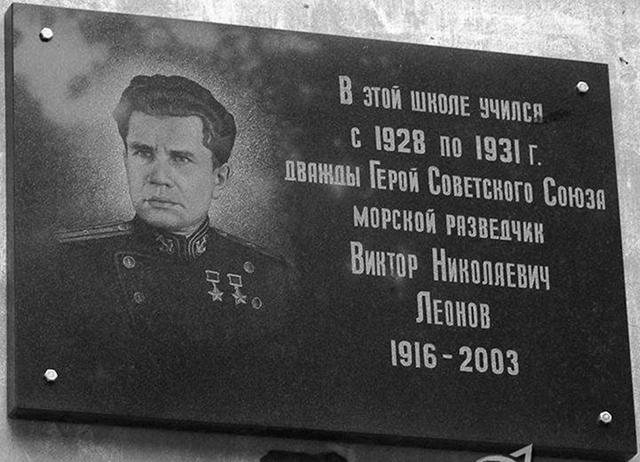 В этой школе учился
с 1928 по 1931 г.
дважды Герой Советского Союза
морской разведчик
Виктор Николаевич
Леонов
1916 - 2003